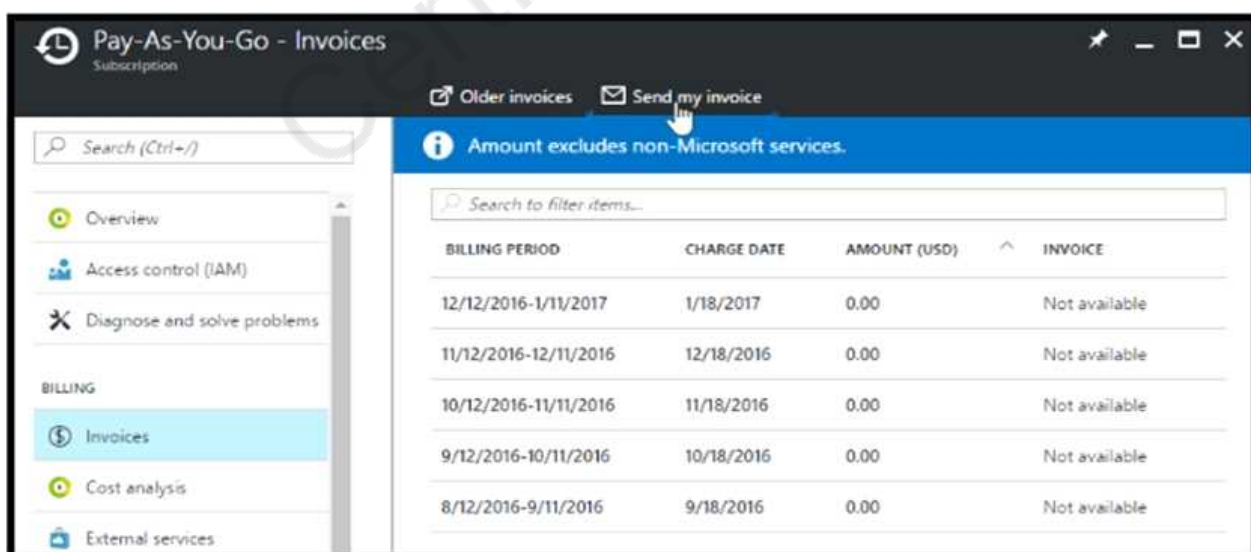 Pay-As-You-Go - Invoices
Subscription
Older invoices Send my invoice
Search (Ctrl+/)
Amount excludes non-Microsoft services.
Overview
Access control (IAM)
Diagnose and solve problems
BILLING
Invoices
Cost analysis
External services
Search to filter items...
BILLING PERIOD CHARGE DATE AMOUNT (USD) INVOICE
12/12/2016-1/11/2017 1/18/2017 0.00 Not available
11/12/2016-12/11/2016 12/18/2016 0.00 Not available
10/12/2016-11/11/2016 11/18/2016 0.00 Not available
9/12/2016-10/11/2016 10/18/2016 0.00 Not available
8/12/2016-9/11/2016 9/18/2016 0.00 Not available